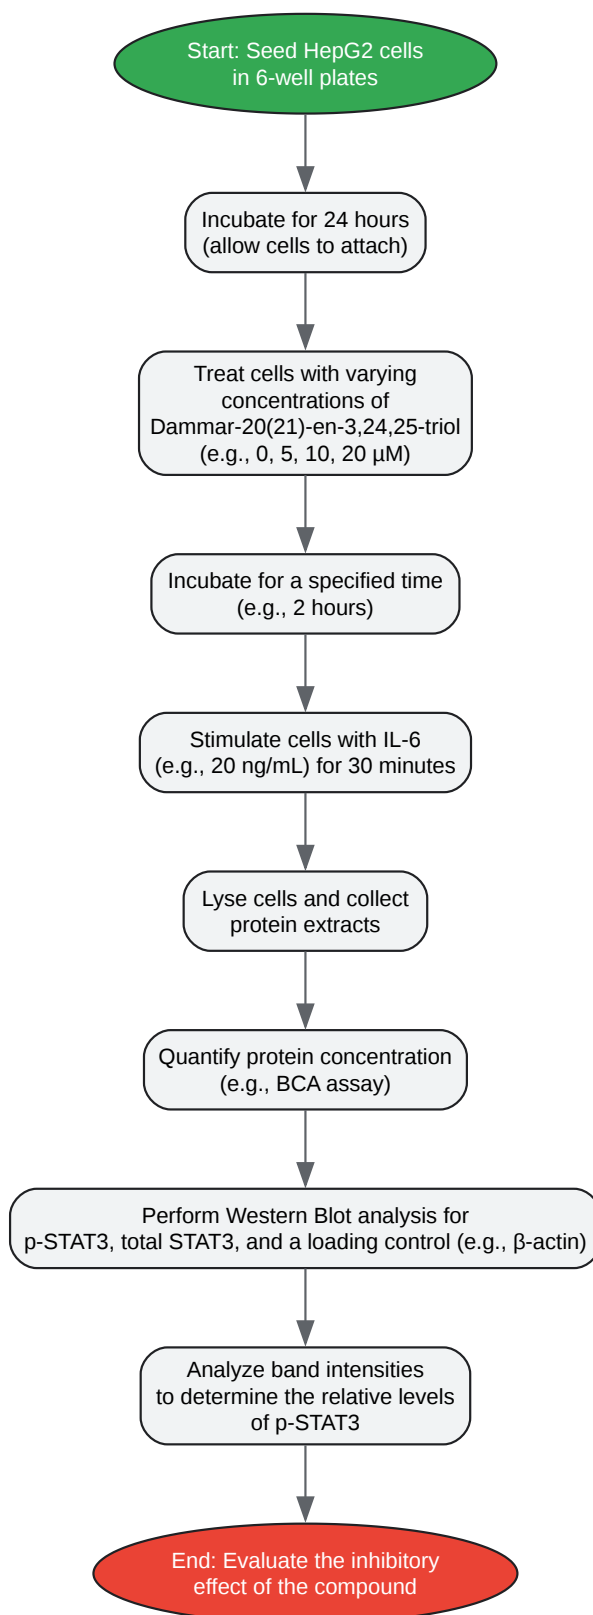 Start: Seed HepG2 cells
in 6-well plates
Incubate for 24 hours
(allow cells to attach)
Treat cells with varying
concentrations of
Dammar-20(21)-en-3,24,25-triol
(e.g., 0, 5, 10, 20 µM)
Incubate for a specified time
(e.g., 2 hours)
Stimulate cells with IL-6
(e.g., 20 ng/mL) for 30 minutes
Lyse cells and collect
protein extracts
Quantify protein concentration
(e.g., BCA assay)
Perform Western Blot analysis for
p-STAT3, total STAT3, and a loading control (e.g., β-actin)
Analyze band intensities
to determine the relative levels
of p-STAT3
End: Evaluate the inhibitory
effect of the compound